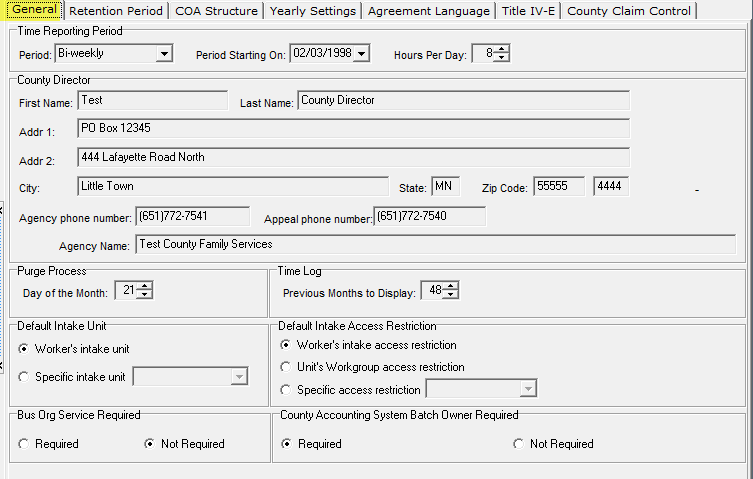 General Retention Period COA Structure Yearly Settings Agreement Language Title IV-E County Claim Control
Time Reporting Period
Period: Bi-weekly Period Starting On: 02/03/1998 Hours Per Day: 8
County Director
First Name: Test Last Name: County Director
Addr 1: PO Box 12345
Addr 2: 444 Lafayette Road North
City: Little Town State: MN Zip Code: 55555 4444 -
Agency phone number: (651)772-7541 Appeal phone number: (651)772-7540
Agency Name: Test County Family Services
Purge Process Time Log
Day of the Month: 21 Previous Months to Display: 48
Default Intake Unit Default Intake Access Restriction
Worker's intake unit Worker's intake access restriction
Unit's Workgroup access restriction
Specific intake unit Specific access restriction
Bus Org Service Required County Accounting System Batch Owner Required
Required Not Required Required Not Required